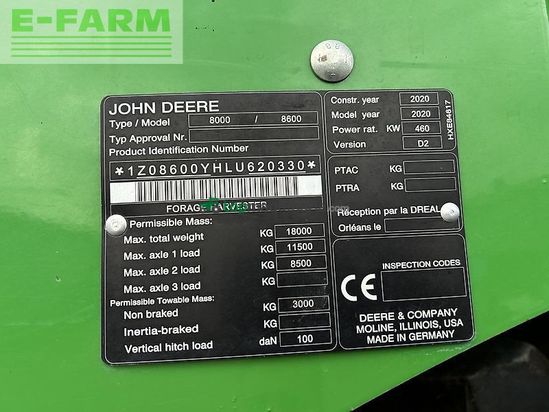 E-FARM
JOHN DEERE
Type / Model 8000 / 8600
Typ Approval Nr.
Product Identification Number
*1Z08600YHLU620330*
FORAGE HARVESTER
Permissible Mass:
Max. total weight KG 18000
Max. axle 1 load KG 11500
Max. axle 2 load KG 8500
Max. axle 3 load KG
Permissible Towable Mass:
Non braked KG 3000
Inertia-braked KG
Vertical hitch load daN 100
Constr. year 2020
Model year 2020
Power rat. KW 460
Version D2
HXE84817
PTAC KG
PTRA KG
Réception par la DREAL
Orléans le
INSPECTION CODES
CE
DEERE & COMPANY
MOLINE, ILLINOIS, USA
MADE IN GERMANY